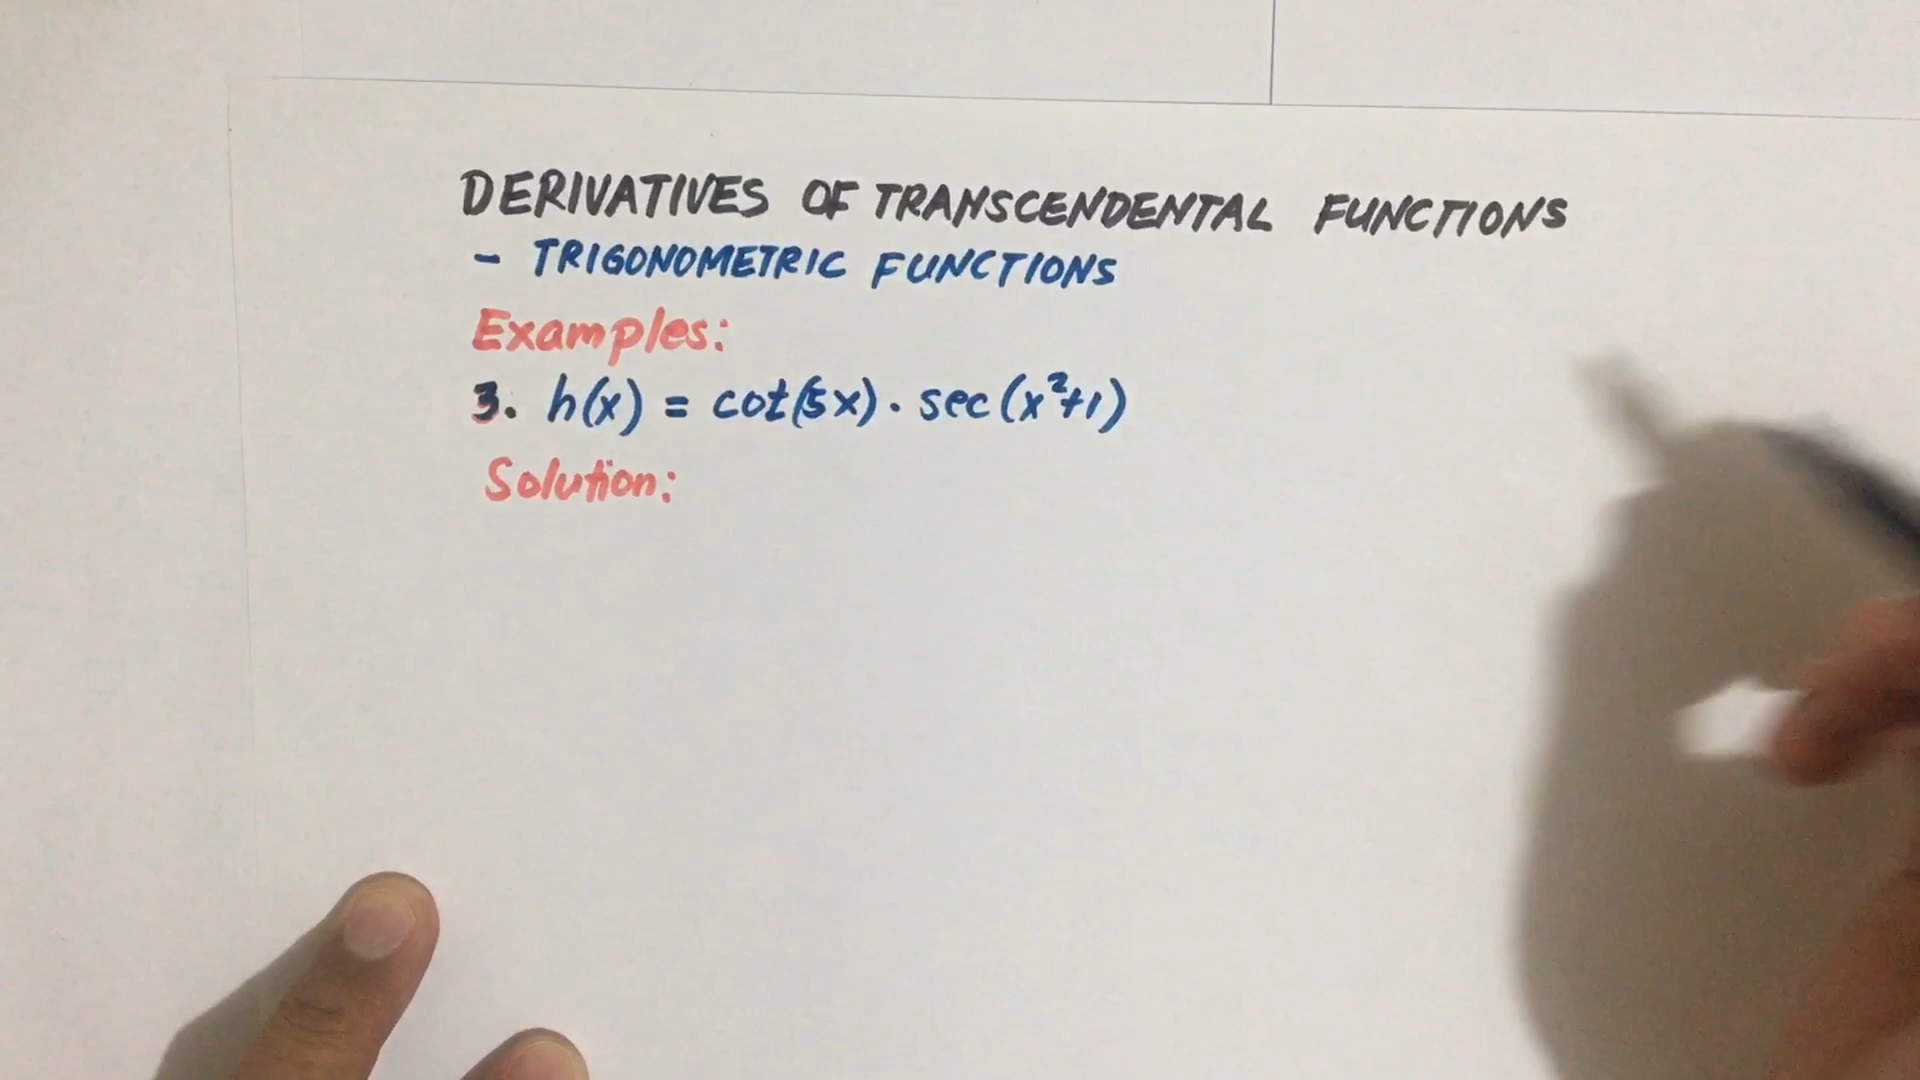 DERIVATIVES OF TRANSCENDENTAL FUNCTIONS
- TRIGONOMETRIC FUNCTIONS
Examples:
3. h(x) = cot(5x) · sec(x²+1)
Solution: